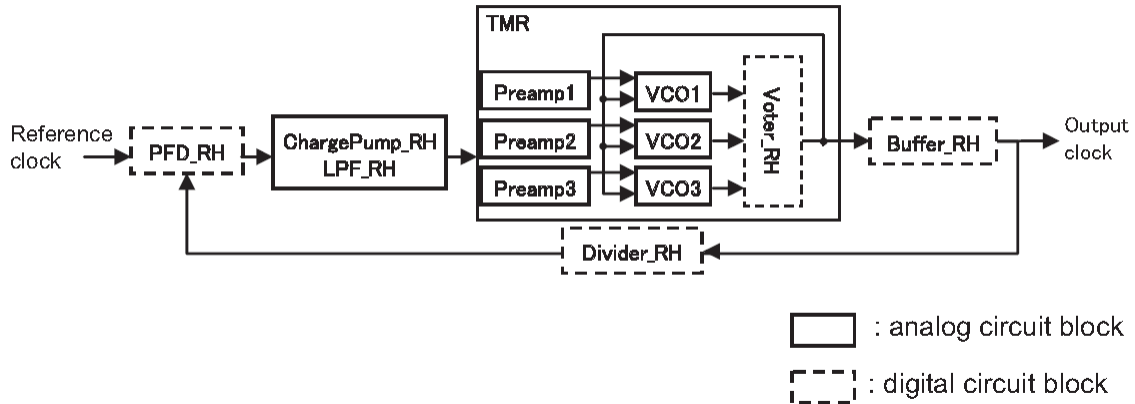 TMR
Preamp1
VCO1
Preamp2
VCO2
Preamp3
VCO3
Voter_RH
Reference
clock
PFD_RH
ChargePump_RH
LPF_RH
Buffer_RH
Output
clock
Divider_RH
: analog circuit block
: digital circuit block